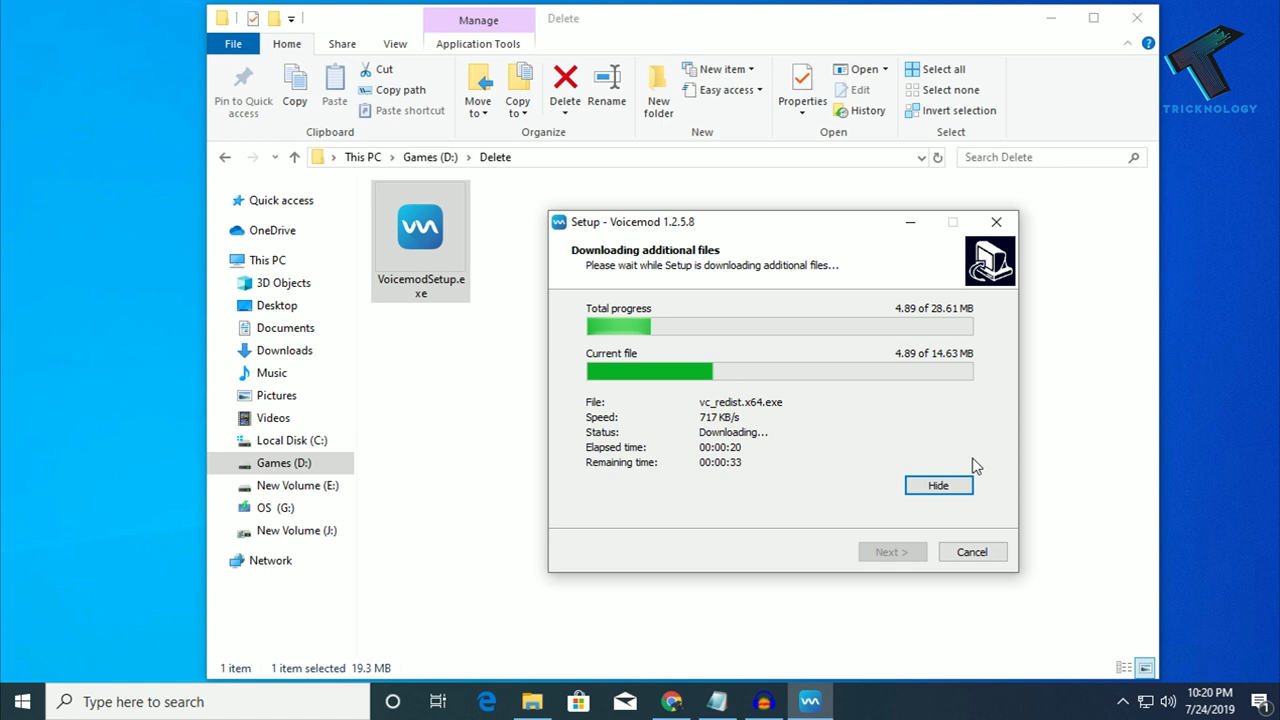 Manage
Delete
File
Home
Share
View
Application Tools
Pin to Quick
access
Copy
Paste
Cut
Copy path
Paste shortcut
Clipboard
Move
to
Copy
to
Delete
Rename
Organize
New
folder
New item
Easy access
New
Properties
Open
Edit
History
Open
Select all
Select none
Invert selection
Select
TRICKNOLOGY
This PC > Games (D:) > Delete
Search Delete
Quick access
OneDrive
This PC
3D Objects
Desktop
Documents
Downloads
Music
Pictures
Videos
Local Disk (C:)
Games (D:)
New Volume (E:)
OS (G:)
New Volume (J:)
Network
VoicemodSetup.e
xe
Setup - Voicemod 1.2.5.8
Downloading additional files
Please wait while Setup is downloading additional files...
Total progress 4.89 of 28.61 MB
Current file 4.89 of 14.63 MB
File: vc_redist.x64.exe
Speed: 717 KB/s
Status: Downloading...
Elapsed time: 00:00:20
Remaining time: 00:00:33
Hide
Next >
Cancel
1 item 1 item selected 19.3 MB
Type here to search
10:20 PM
7/24/2019
1